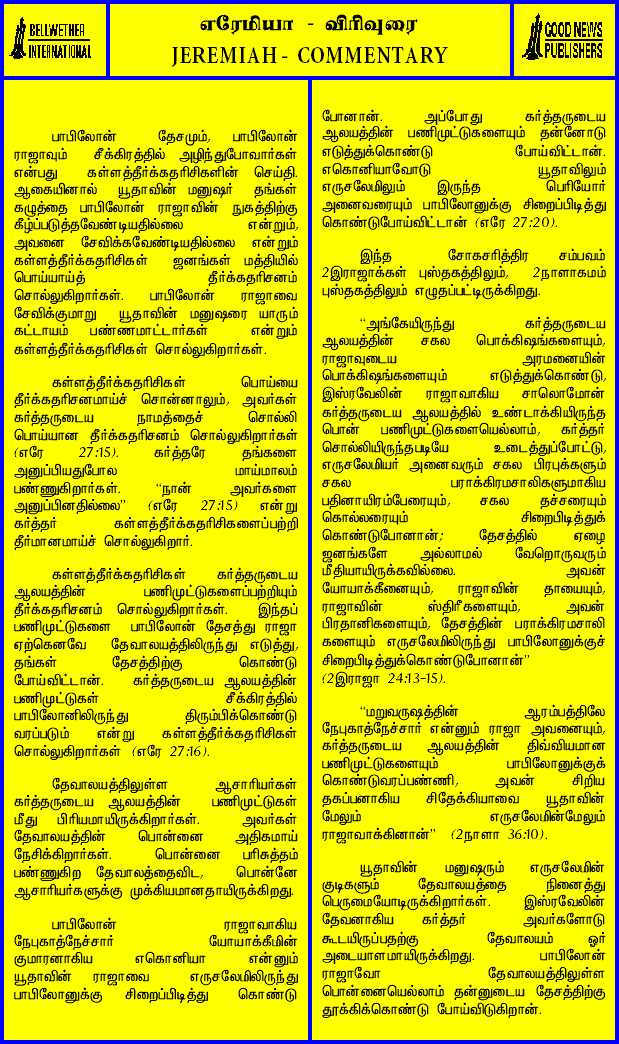 BELLWETHER
INTERNATIONAL
எரேமியா - விரிவுரை
JEREMIAH - COMMENTARY
GOOD NEWS
PUBLISHERS
பாபிலோன் தேசமும், பாபிலோன்
ராஜாவும் சீக்கிரத்தில் அழிந்துபோவார்கள்
என்பது கள்ளத்தீர்க்கதரிசிகளின் செய்தி.
ஆகையினால் யூதாவின் மனுஷர் தங்கள்
கழுத்தை பாபிலோன் ராஜாவின் நுகத்திற்கு
கீழ்ப்படுத்தவேண்டியதில்லை என்றும்,
அவனை சேவிக்கவேண்டியதில்லை என்றும்
கள்ளத்தீர்க்கதரிசிகள் ஜனங்கள் மத்தியில்
பொய்யாய்த் தீர்க்கதரிசனம்
சொல்லுகிறார்கள். பாபிலோன் ராஜாவை
சேவிக்குமாறு யூதாவின் மனுஷரை யாரும்
கட்டாயம் பண்ணமாட்டார்கள் என்றும்
கள்ளத்தீர்க்கதரிசிகள் சொல்லுகிறார்கள்.
கள்ளத்தீர்க்கதரிசிகள் பொய்யை
தீர்க்கதரிசனமாய்ச் சொன்னாலும், அவர்கள்
கர்த்தருடைய நாமத்தைச் சொல்லி
பொய்யான தீர்க்கதரிசனம் சொல்லுகிறார்கள்
(எரே 27:15). கர்த்தரே தங்களை
அனுப்பியதுபோல மாய்மாலம்
பண்ணுகிறார்கள். “நான் அவர்களை
அனுப்பினதில்லை” (எரே 27:15) என்று
கர்த்தர் கள்ளத்தீர்க்கதரிசிகளைப்பற்றி
தீர்மானமாய்ச் சொல்லுகிறார்.
கள்ளத்தீர்க்கதரிசிகள் கர்த்தருடைய
ஆலயத்தின் பணிமுட்டுகளைப்பற்றியும்
தீர்க்கதரிசனம் சொல்லுகிறார்கள். இந்தப்
பணிமுட்டுகளை பாபிலோன் தேசத்து ராஜா
ஏற்கெனவே தேவாலயத்திலிருந்து எடுத்து,
தங்கள் தேசத்திற்கு கொண்டு
போய்விட்டான். கர்த்தருடைய ஆலயத்தின்
பணிமுட்டுகள் சீக்கிரத்தில்
பாபிலோனிலிருந்து திரும்பிக்கொண்டு
வரப்படும் என்று கள்ளத்தீர்க்கதரிசிகள்
சொல்லுகிறார்கள் (எரே 27:16).
தேவாலயத்திலுள்ள ஆசாரியர்கள்
கர்த்தருடைய ஆலயத்தின் பணிமுட்டுகள்
மீது பிரியமாயிருக்கிறார்கள். அவர்கள்
தேவாலயத்தின் பொன்னை அதிகமாய்
நேசிக்கிறார்கள். பொன்னை பரிசுத்தம்
பண்ணுகிற தேவாலத்தைவிட, பொன்னே
ஆசாரியர்களுக்கு முக்கியமானதாயிருக்கிறது.
பாபிலோன் ராஜாவாகிய
நேபுகாத்நேச்சார் யோயாக்கீமின்
குமாரனாகிய எகொனியா என்னும்
யூதாவின் ராஜாவை எருசலேமிலிருந்து
பாபிலோனுக்கு சிறைப்பிடித்து கொண்டு
போனான். அப்போது கர்த்தருடைய
ஆலயத்தின் பணிமுட்டுகளையும் தன்னோடு
எடுத்துக்கொண்டு போய்விட்டான்.
எகொனியாவோடு யூதாவிலும்
எருசலேமிலும் இருந்த பெரியோர்
அனைவரையும் பாபிலோனுக்கு சிறைப்பிடித்து
கொண்டுபோய்விட்டான் (எரே 27:20).
இந்த சோகசரித்திர சம்பவம்
2இராஜாக்கள் புஸ்தகத்திலும், 2நாளாகமம்
புஸ்தகத்திலும் எழுதப்பட்டிருக்கிறது.
“அங்கேயிருந்து கர்த்தருடைய
ஆலயத்தின் சகல பொக்கிஷங்களையும்,
ராஜாவுடைய அரமனையின்
பொக்கிஷங்களையும் எடுத்துக்கொண்டு,
இஸ்ரவேலின் ராஜாவாகிய சாலொமோன்
கர்த்தருடைய ஆலயத்தில் உண்டாக்கியிருந்த
பொன் பணிமுட்டுகளையெல்லாம், கர்த்தர்
சொல்லியிருந்தபடியே உடைத்துப்போட்டு,
எருசலேமியர் அனைவரும் சகல பிரபுக்களும்
சகல பராக்கிரமசாலிகளுமாகிய
பதினாயிரம்பேரையும், சகல தச்சரையும்
கொல்லரையும் சிறைபிடித்துக்
கொண்டுபோனான்; தேசத்தில் ஏழை
ஜனங்களே அல்லாமல் வேறொருவரும்
மீதியாயிருக்கவில்லை. அவன்
யோயாக்கீனையும், ராஜாவின் தாயையும்,
ராஜாவின் ஸ்திரீகளையும், அவன்
பிரதானிகளையும், தேசத்தின் பராக்கிரமசாலி
களையும் எருசலேமிலிருந்து பாபிலோனுக்குச்
சிறைபிடித்துக்கொண்டுபோனான்”
(2இராஜா 24:13-15).
“மறுவருஷத்தின் ஆரம்பத்திலே
நேபுகாத்நேச்சார் என்னும் ராஜா அவனையும்,
கர்த்தருடைய ஆலயத்தின் திவ்வியமான
பணிமுட்டுகளையும் பாபிலோனுக்குக்
கொண்டுவரப்பண்ணி, அவன் சிறிய
தகப்பனாகிய சிதேக்கியாவை யூதாவின்
மேலும் எருசலேமின்மேலும்
ராஜாவாக்கினான்” (2நாளா 36:10).
யூதாவின் மனுஷரும் எருசலேமின்
குடிகளும் தேவாலயத்தை நினைத்து
பெருமையோடிருக்கிறார்கள். இஸ்ரவேலின்
தேவனாகிய கர்த்தர் அவர்களோடு
கூடயிருப்பதற்கு தேவாலயம் ஓர்
அடையாளமாயிருக்கிறது. பாபிலோன்
ராஜாவோ தேவாலயத்திலுள்ள
பொன்னையெல்லாம் தன்னுடைய தேசத்திற்கு
தூக்கிக்கொண்டு போய்விடுகிறான்.